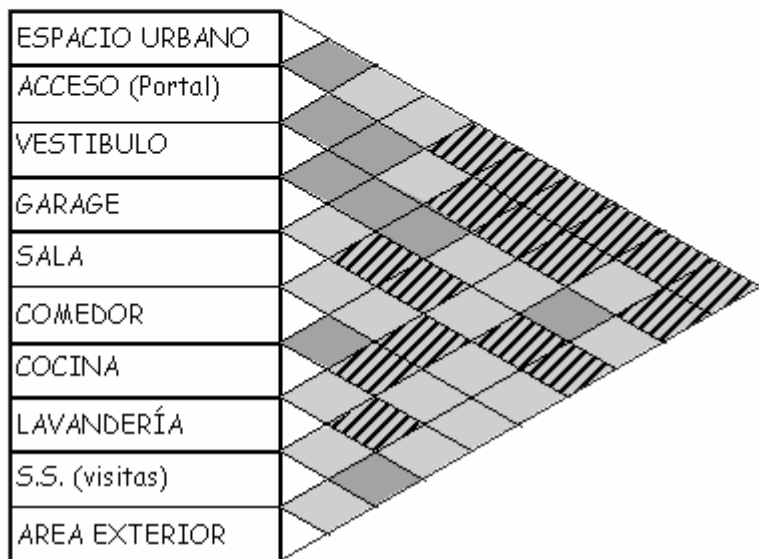 ESPACIO URBANO
ACCESO (Portal)
VESTIBULO
GARAGE
SALA
COMEDOR
COCINA
LAVANDERÍA
S.S. (visitas)
AREA EXTERIOR